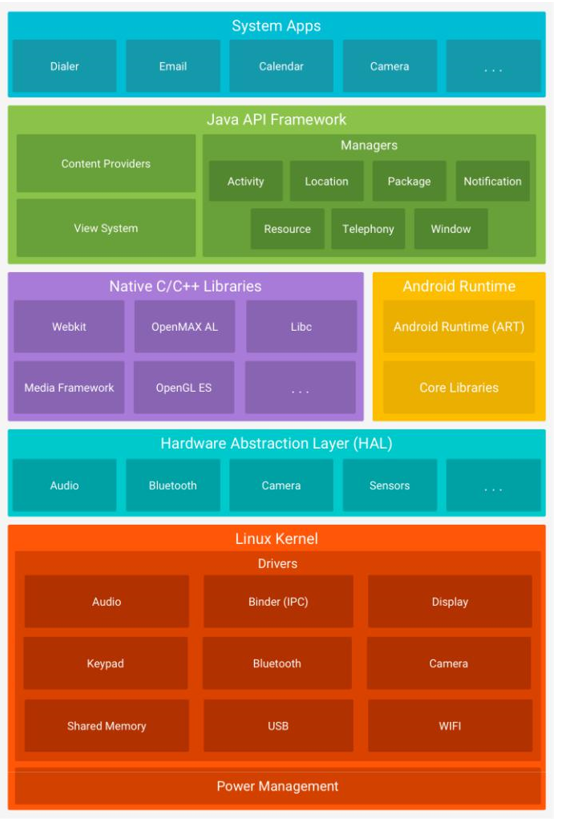 System Apps
Dialer
Email
Calendar
Camera
. . .
Java API Framework
Content Providers
View System
Managers
Activity
Location
Package
Notification
Resource
Telephony
Window
Native C/C++ Libraries
Webkit
OpenMAX AL
Libc
Media Framework
OpenGL ES
. . .
Android Runtime
Android Runtime (ART)
Core Libraries
Hardware Abstraction Layer (HAL)
Audio
Bluetooth
Camera
Sensors
. . .
Linux Kernel
Drivers
Audio
Binder (IPC)
Display
Keypad
Bluetooth
Camera
Shared Memory
USB
WIFI
Power Management